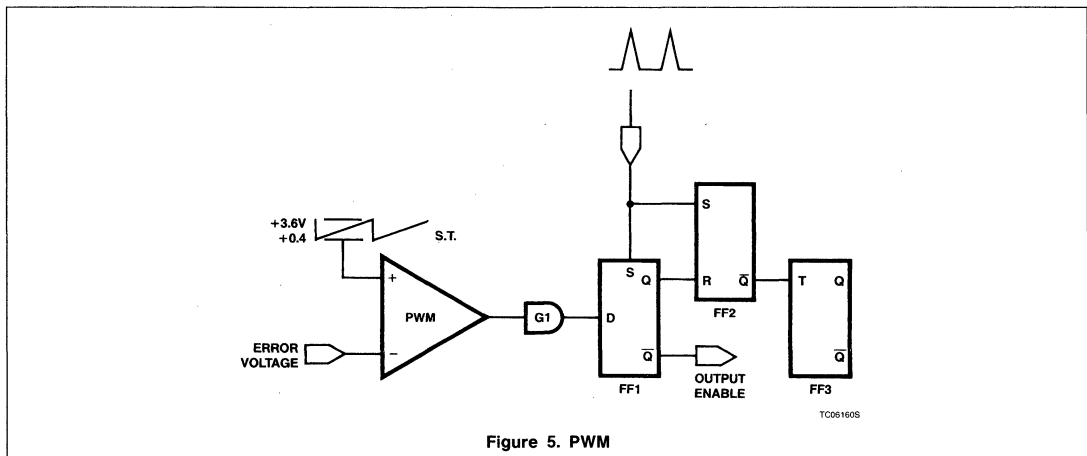 +3.6V
+0.4
S.T.
+
PWM
−
ERROR
VOLTAGE
G1
S
D
Q
Q̅
FF1
OUTPUT
ENABLE
S
R
Q̅
FF2
T
Q
Q̅
FF3
TC06160S
Figure 5. PWM